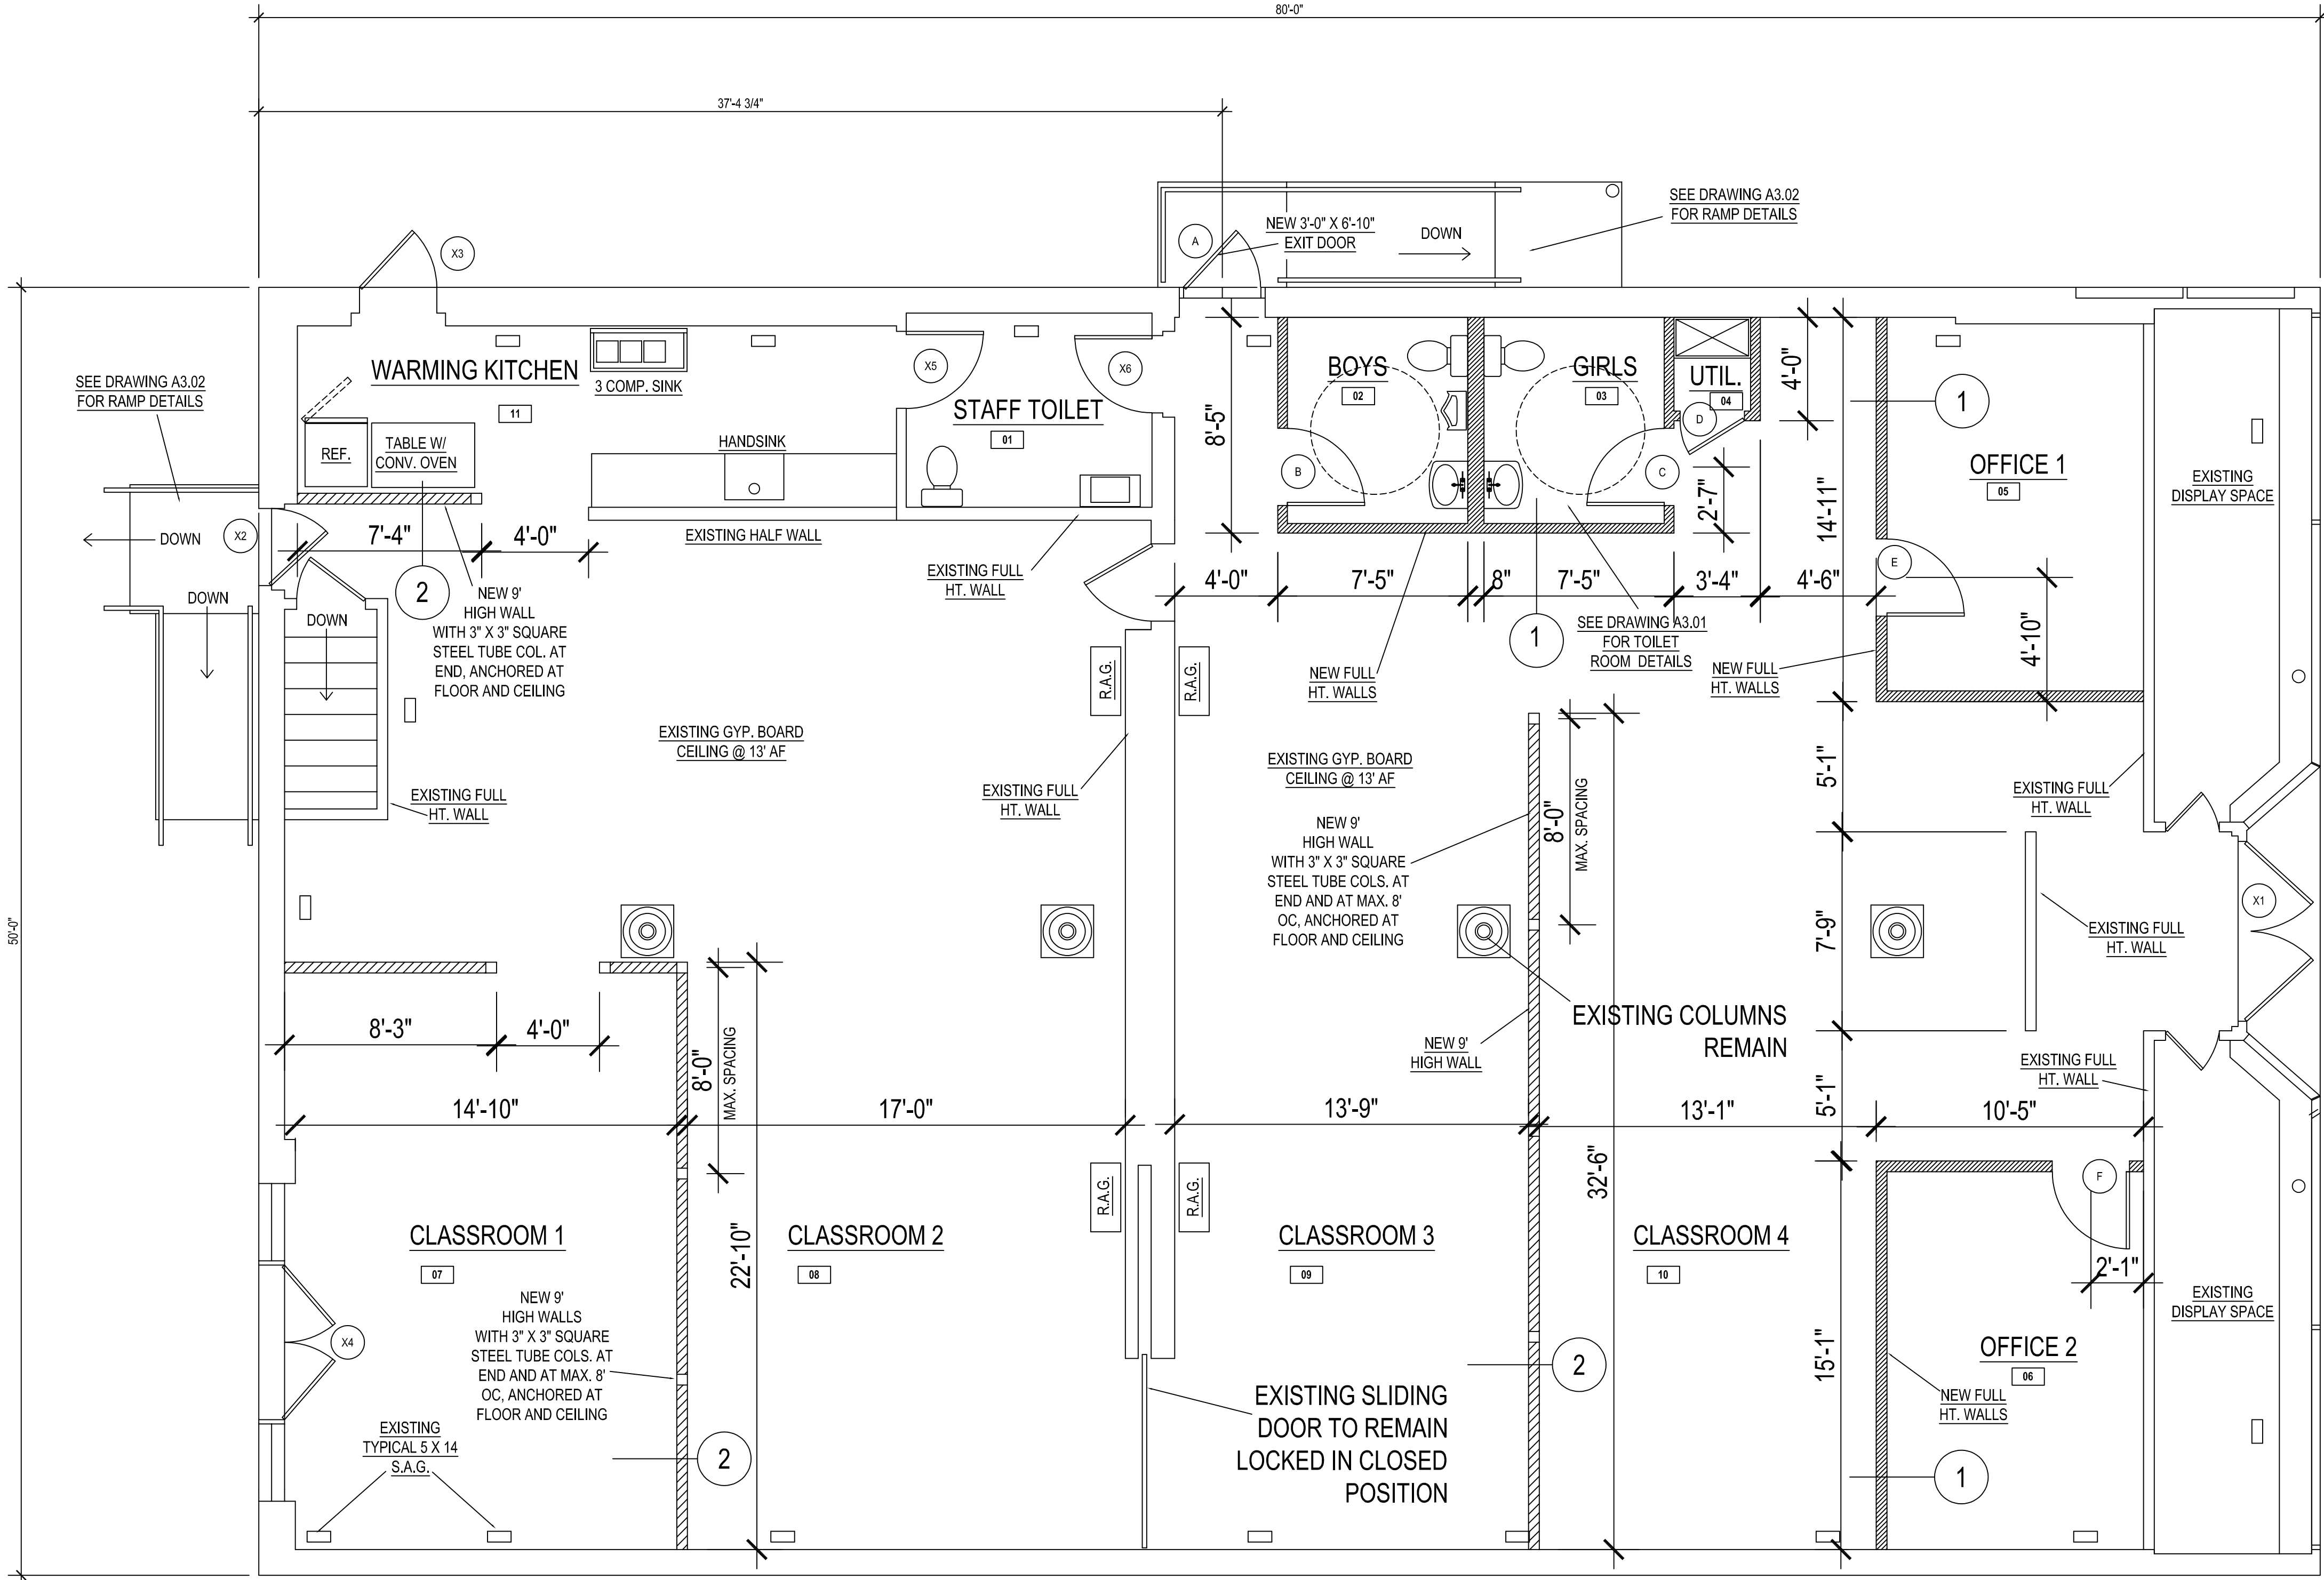 80'-0"
37'-4 3/4"
SEE DRAWING A3.02
FOR RAMP DETAILS
NEW 3'-0" X 6'-10"
EXIT DOOR
A
DOWN
X3
WARMING KITCHEN
11
3 COMP. SINK
X5
X6
STAFF TOILET
01
BOYS
02
GIRLS
03
UTIL.
04
D
4'-0"
1
8'-5"
SEE DRAWING A3.02
FOR RAMP DETAILS
REF.
TABLE W/
CONV. OVEN
HANDSINK
B
C
2'-7"
14'-11"
OFFICE 1
05
EXISTING
DISPLAY SPACE
DOWN
X2
7'-4"
4'-0"
EXISTING HALF WALL
EXISTING FULL
HT. WALL
E
4'-0"
7'-5"
8"
7'-5"
3'-4"
4'-6"
2
NEW 9'
HIGH WALL
WITH 3" X 3" SQUARE
STEEL TUBE COL. AT
END, ANCHORED AT
FLOOR AND CEILING
DOWN
DOWN
R.A.G.
R.A.G.
NEW FULL
HT. WALLS
1
SEE DRAWING A3.01
FOR TOILET
ROOM DETAILS
NEW FULL
HT. WALLS
4'-10"
EXISTING GYP. BOARD
CEILING @ 13' AF
EXISTING FULL
HT. WALL
EXISTING FULL
HT. WALL
EXISTING GYP. BOARD
CEILING @ 13' AF
NEW 9'
HIGH WALL
WITH 3" X 3" SQUARE
STEEL TUBE COLS. AT
END AND AT MAX. 8'
OC, ANCHORED AT
FLOOR AND CEILING
8'-0"
MAX. SPACING
5'-1"
EXISTING FULL
HT. WALL
X1
50'-0"
7'-9"
EXISTING FULL
HT. WALL
EXISTING COLUMNS
REMAIN
NEW 9'
HIGH WALL
8'-3"
4'-0"
8'-0"
MAX. SPACING
EXISTING FULL
HT. WALL
5'-1"
14'-10"
17'-0"
13'-9"
13'-1"
10'-5"
32'-6"
R.A.G.
R.A.G.
F
CLASSROOM 1
07
22'-10"
CLASSROOM 2
08
CLASSROOM 3
09
CLASSROOM 4
10
2'-1"
EXISTING
DISPLAY SPACE
X4
NEW 9'
HIGH WALLS
WITH 3" X 3" SQUARE
STEEL TUBE COLS. AT
END AND AT MAX. 8'
OC, ANCHORED AT
FLOOR AND CEILING
2
15'-1"
OFFICE 2
06
NEW FULL
HT. WALLS
EXISTING SLIDING
DOOR TO REMAIN
LOCKED IN CLOSED
POSITION
EXISTING
TYPICAL 5 X 14
S.A.G.
2
1